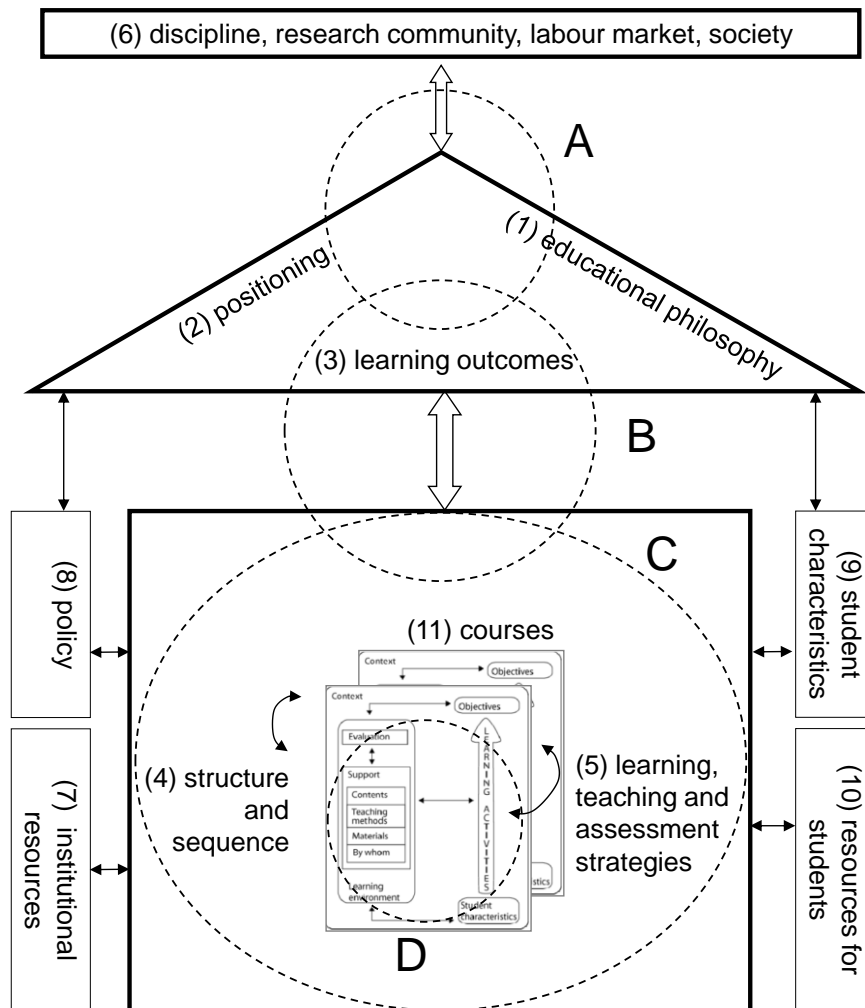 (6) discipline, research community, labour market, society
A
(2) positioning
(1) educational philosophy
(3) learning outcomes
B
(8) policy
C
(9) student
characteristics
(11) courses
Context
Objectives
Context
Objectives
Evaluation
Support
Contents
Teaching
methods
Materials
By whom
Learning
environment
LEARNING ACTIVITIES
Student
characteristics
(4) structure
and
sequence
(5) learning,
teaching and
assessment
strategies
(7) institutional
resources
(10) resources for
students
D